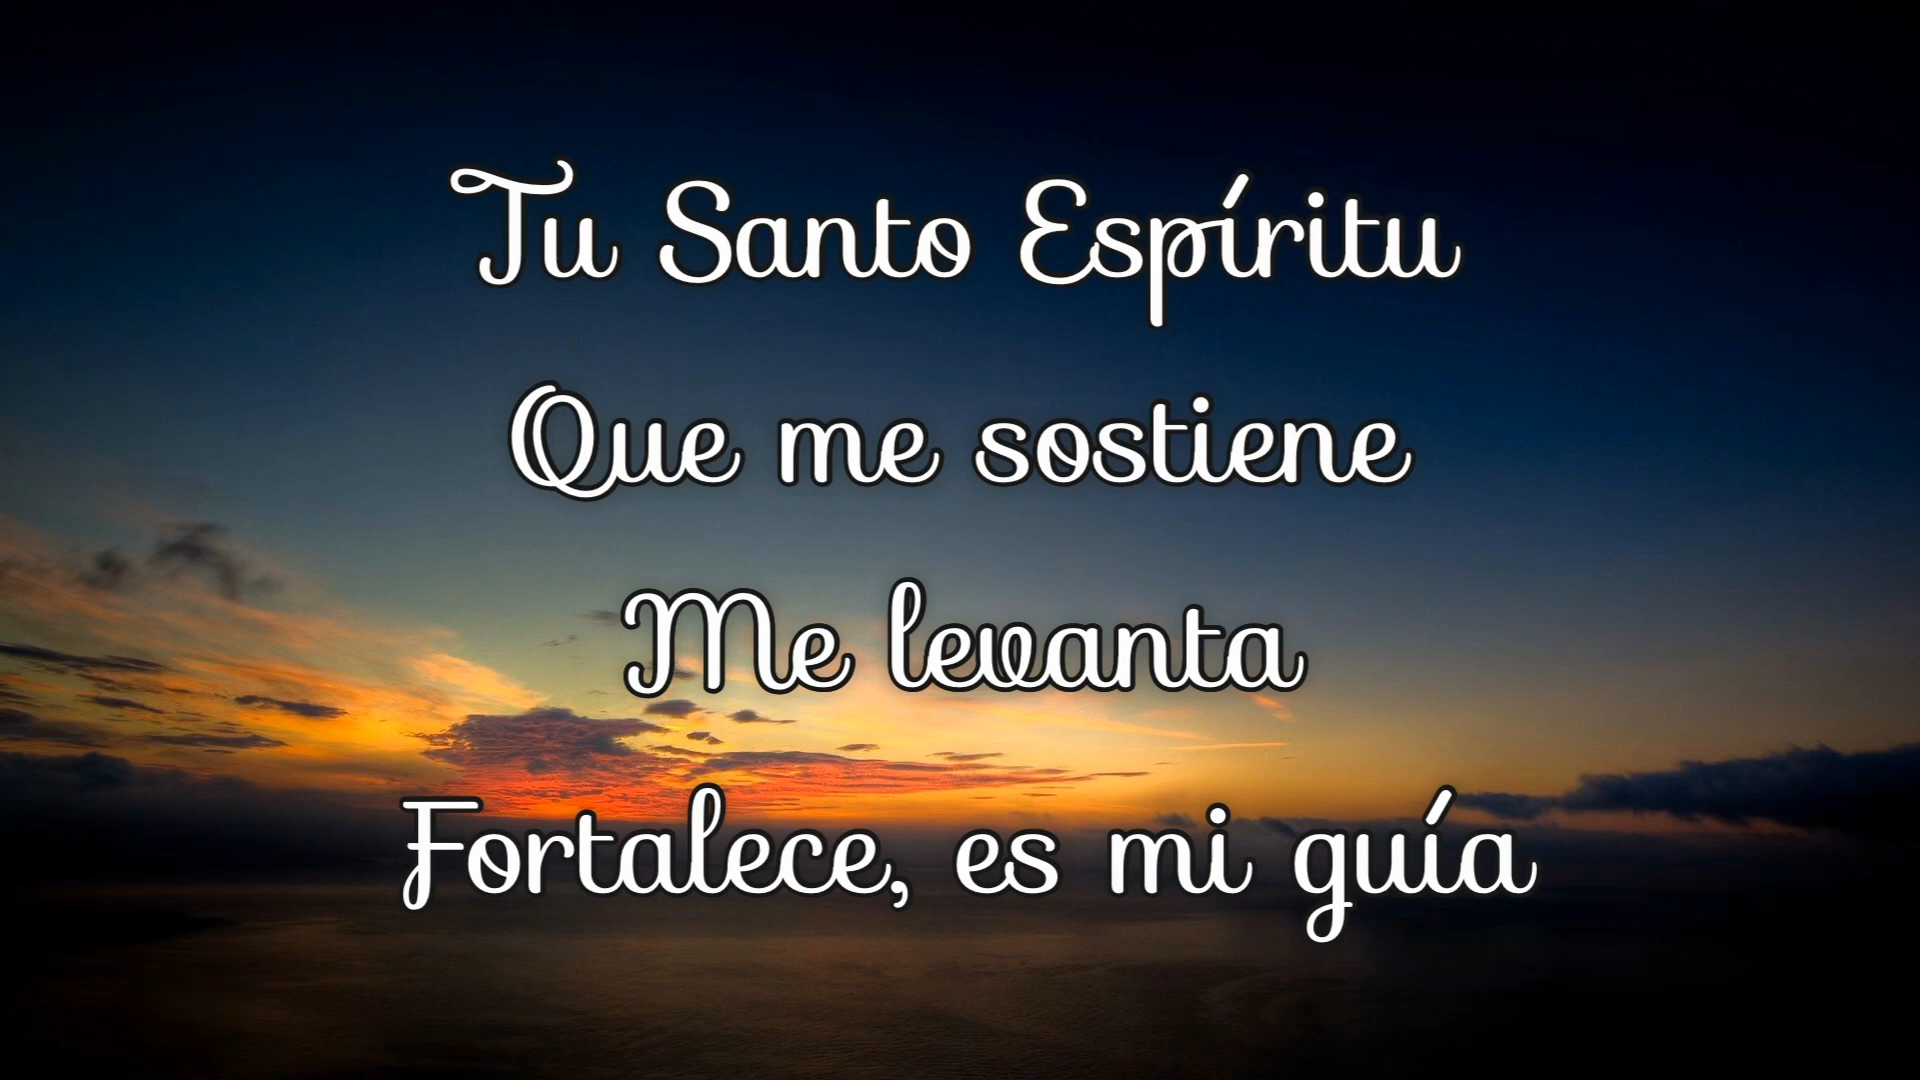 Tu Santo Espíritu
Que me sostiene
Me levanta
Fortalece, es mi guía